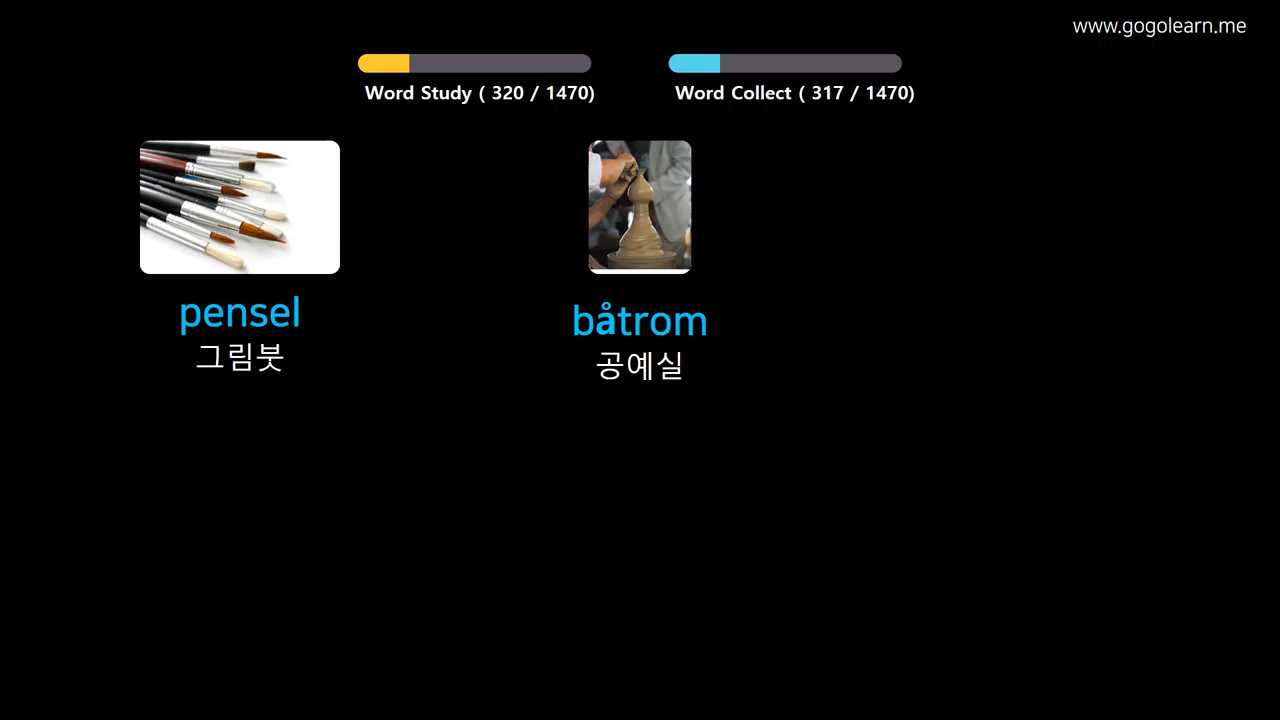 www.gogolearn.me
Word Study ( 320 / 1470)
Word Collect ( 317 / 1470)
pensel
그림붓
båtrom
공예실